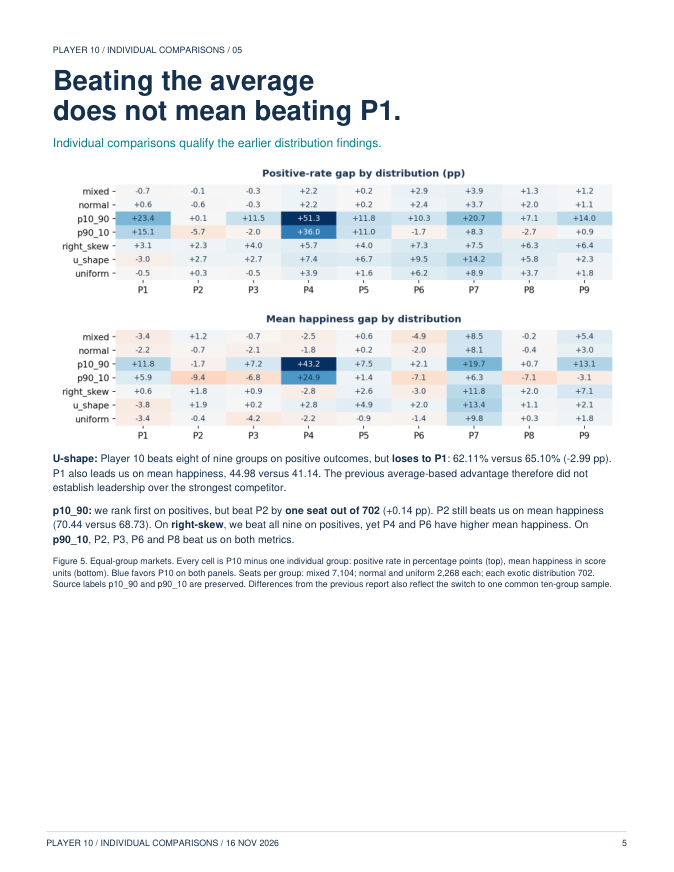 PLAYER 10 / INDIVIDUAL COMPARISONS / 05
Beating the average
does not mean beating P1.
Individual comparisons qualify the earlier distribution findings.
Positive-rate gap by distribution (pp)
mixed -0.7 -0.1 -0.3 +2.2 +0.2 +2.9 +3.9 +1.3 +1.2
normal +0.6 -0.6 -0.3 +2.2 +0.2 +2.4 +3.7 +2.0 +1.1
p10_90 +23.4 +0.1 +11.5 +51.3 +11.8 +10.3 +20.7 +7.1 +14.0
p90_10 +15.1 -5.7 -2.0 +36.0 +11.0 -1.7 +8.3 -2.7 +0.9
right_skew +3.1 +2.3 +4.0 +5.7 +4.0 +7.3 +7.5 +6.3 +6.4
u_shape -3.0 +2.7 +2.7 +7.4 +6.7 +9.5 +14.2 +5.8 +2.3
uniform -0.5 +0.3 -0.5 +3.9 +1.6 +6.2 +8.9 +3.7 +1.8
P1 P2 P3 P4 P5 P6 P7 P8 P9
Mean happiness gap by distribution
mixed -3.4 +1.2 -0.7 -2.5 +0.6 -4.9 +8.5 -0.2 +5.4
normal -2.2 -0.7 -2.1 -1.8 +0.2 -2.0 +8.1 -0.4 +3.0
p10_90 +11.8 -1.7 +7.2 +43.2 +7.5 +2.1 +19.7 +0.7 +13.1
p90_10 +5.9 -9.4 -6.8 +24.9 +1.4 -7.1 +6.3 -7.1 -3.1
right_skew +0.6 +1.8 +0.9 -2.8 +2.6 -3.0 +11.8 +2.0 +7.1
u_shape -3.8 +1.9 +0.2 +2.8 +4.9 +2.0 +13.4 +1.1 +2.1
uniform -3.4 -0.4 -4.2 -2.2 -0.9 -1.4 +9.8 +0.3 +1.8
P1 P2 P3 P4 P5 P6 P7 P8 P9
U-shape: Player 10 beats eight of nine groups on positive outcomes, but loses to P1: 62.11% versus 65.10% (-2.99 pp).
P1 also leads us on mean happiness, 44.98 versus 41.14. The previous average-based advantage therefore did not
establish leadership over the strongest competitor.
p10_90: we rank first on positives, but beat P2 by one seat out of 702 (+0.14 pp). P2 still beats us on mean happiness
(70.44 versus 68.73). On right-skew, we beat all nine on positives, yet P4 and P6 have higher mean happiness. On
p90_10, P2, P3, P6 and P8 beat us on both metrics.
Figure 5. Equal-group markets. Every cell is P10 minus one individual group: positive rate in percentage points (top), mean happiness in score
units (bottom). Blue favors P10 on both panels. Seats per group: mixed 7,104; normal and uniform 2,268 each; each exotic distribution 702.
Source labels p10_90 and p90_10 are preserved. Differences from the previous report also reflect the switch to one common ten-group sample.
PLAYER 10 / INDIVIDUAL COMPARISONS / 16 NOV 2026 5